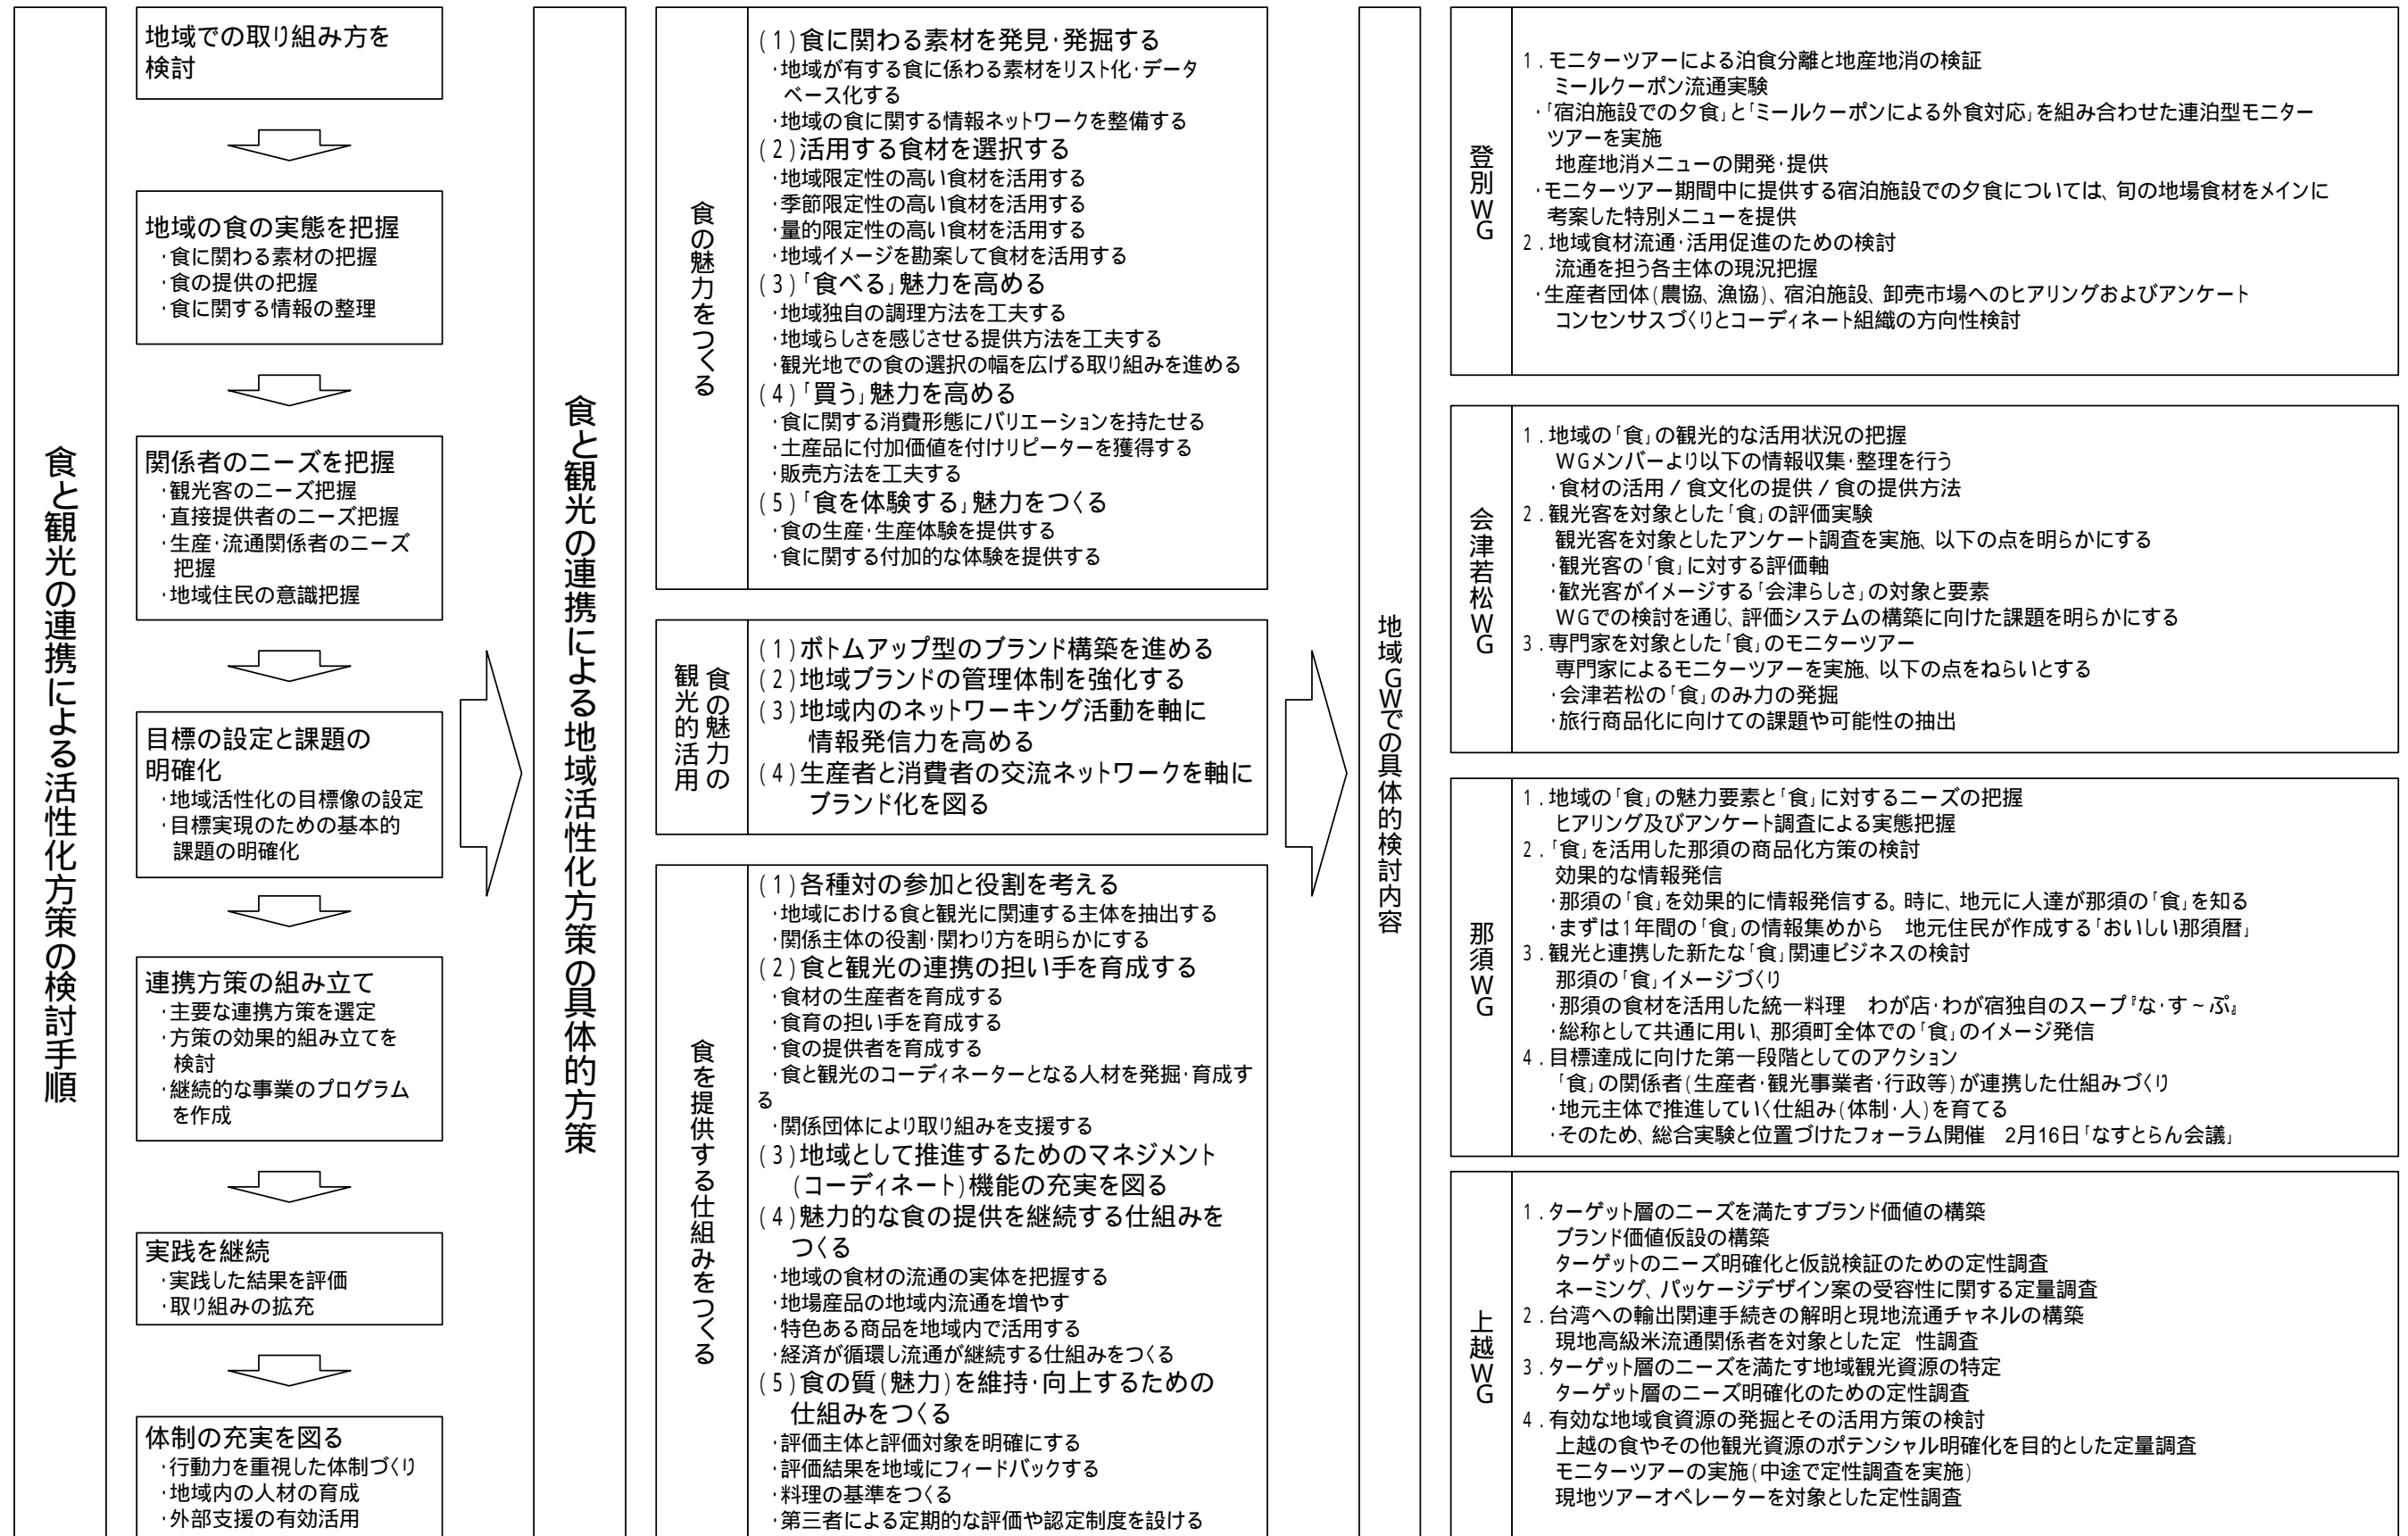 食と観光の連携による活性化方策の検討手順
地域での取り組み方を
検討
地域の食の実態を把握
・食に関わる素材の把握
・食の提供の把握
・食に関する情報の整理
関係者のニーズを把握
・観光客のニーズ把握
・直接提供者のニーズ把握
・生産・流通関係者のニーズ
把握
・地域住民の意識把握
目標の設定と課題の
明確化
・地域活性化の目標像の設定
・目標実現のための基本的
課題の明確化
連携方策の組み立て
・主要な連携方策を選定
・方策の効果的組み立てを
検討
・継続的な事業のプログラム
を作成
実践を継続
・実践した結果を評価
・取り組みの拡充
体制の充実を図る
・行動力を重視した体制づくり
・地域内の人材の育成
・外部支援の有効活用
食と観光の連携による地域活性化方策の具体的方策
食の魅力をつくる
(1)食に関わる素材を発見・発掘する
・地域が有する食に係わる素材をリスト化・データ
ベース化する
・地域の食に関する情報ネットワークを整備する
(2)活用する食材を選択する
・地域限定性の高い食材を活用する
・季節限定性の高い食材を活用する
・量的限定性の高い食材を活用する
・地域イメージを勘案して食材を活用する
(3)「食べる」魅力を高める
・地域独自の調理方法を工夫する
・地域らしさを感じさせる提供方法を工夫する
・観光地での食の選択の幅を広げる取り組みを進める
(4)「買う」魅力を高める
・食に関する消費形態にバリエーションを持たせる
・土産品に付加価値を付けリピーターを獲得する
・販売方法を工夫する
(5)「食を体験する」魅力をつくる
・食の生産・生産体験を提供する
・食に関する付加的な体験を提供する
食の魅力の
観光的活用
(1)ボトムアップ型のブランド構築を進める
(2)地域ブランドの管理体制を強化する
(3)地域内のネットワーキング活動を軸に
情報発信力を高める
(4)生産者と消費者の交流ネットワークを軸に
ブランド化を図る
食を提供する仕組みをつくる
(1)各種対の参加と役割を考える
・地域における食と観光に関連する主体を抽出する
・関係主体の役割・関わり方を明らかにする
(2)食と観光の連携の担い手を育成する
・食材の生産者を育成する
・食育の担い手を育成する
・食の提供者を育成する
・食と観光のコーディネーターとなる人材を発掘・育成す
る
・関係団体により取り組みを支援する
(3)地域として推進するためのマネジメント
(コーディネート)機能の充実を図る
(4)魅力的な食の提供を継続する仕組みを
つくる
・地域の食材の流通の実体を把握する
・地場産品の地域内流通を増やす
・特色ある商品を地域内で活用する
・経済が循環し流通が継続する仕組みをつくる
(5)食の質(魅力)を維持・向上するための
仕組みをつくる
・評価主体と評価対象を明確にする
・評価結果を地域にフィードバックする
・料理の基準をつくる
・第三者による定期的な評価や認定制度を設ける
地域GWでの具体的検討内容
登別WG
1.モニターツアーによる泊食分離と地産地消の検証
ミールクーポン流通実験
・「宿泊施設での夕食」と「ミールクーポンによる外食対応」を組み合わせた連泊型モニター
ツアーを実施
地産地消メニューの開発・提供
・モニターツアー期間中に提供する宿泊施設での夕食については、旬の地場食材をメインに
考案した特別メニューを提供
2.地域食材流通・活用促進のための検討
流通を担う各主体の現況把握
・生産者団体(農協、漁協)、宿泊施設、卸売市場へのヒアリングおよびアンケート
コンセンサスづくりとコーディネート組織の方向性検討
会津若松WG
1.地域の「食」の観光的な活用状況の把握
WGメンバーより以下の情報収集・整理を行う
・食材の活用/食文化の提供/食の提供方法
2.観光客を対象とした「食」の評価実験
観光客を対象としたアンケート調査を実施、以下の点を明らかにする
・観光客の「食」に対する評価軸
・歓光客がイメージする「会津らしさ」の対象と要素
WGでの検討を通じ、評価システムの構築に向けた課題を明らかにする
3.専門家を対象とした「食」のモニターツアー
専門家によるモニターツアーを実施、以下の点をねらいとする
・会津若松の「食」のみ力の発掘
・旅行商品化に向けての課題や可能性の抽出
那須WG
1.地域の「食」の魅力要素と「食」に対するニーズの把握
ヒアリング及びアンケート調査による実態把握
2.「食」を活用した那須の商品化方策の検討
効果的な情報発信
・那須の「食」を効果的に情報発信する。時に、地元に人達が那須の「食」を知る
・まずは1年間の「食」の情報集めから　地元住民が作成する「おいしい那須暦」
3.観光と連携した新たな「食」関連ビジネスの検討
那須の「食」イメージづくり
・那須の食材を活用した統一料理　わが店・わが宿独自のスープ『な・す～ぷ』
・総称として共通に用い、那須町全体での「食」のイメージ発信
4.目標達成に向けた第一段階としてのアクション
「食」の関係者(生産者・観光事業者・行政等)が連携した仕組みづくり
・地元主体で推進していく仕組み(体制・人)を育てる
・そのため、総合実験と位置づけたフォーラム開催　2月16日「なすとらん会議」
上越WG
1.ターゲット層のニーズを満たすブランド価値の構築
ブランド価値仮設の構築
ターゲットのニーズ明確化と仮説検証のための定性調査
ネーミング、パッケージデザイン案の受容性に関する定量調査
2.台湾への輸出関連手続きの解明と現地流通チャネルの構築
現地高級米流通関係者を対象とした定 性調査
3.ターゲット層のニーズを満たす地域観光資源の特定
ターゲット層のニーズ明確化のための定性調査
4.有効な地域食資源の発掘とその活用方策の検討
上越の食やその他観光資源のポテンシャル明確化を目的とした定量調査
モニターツアーの実施(中途で定性調査を実施)
現地ツアーオペレーターを対象とした定性調査